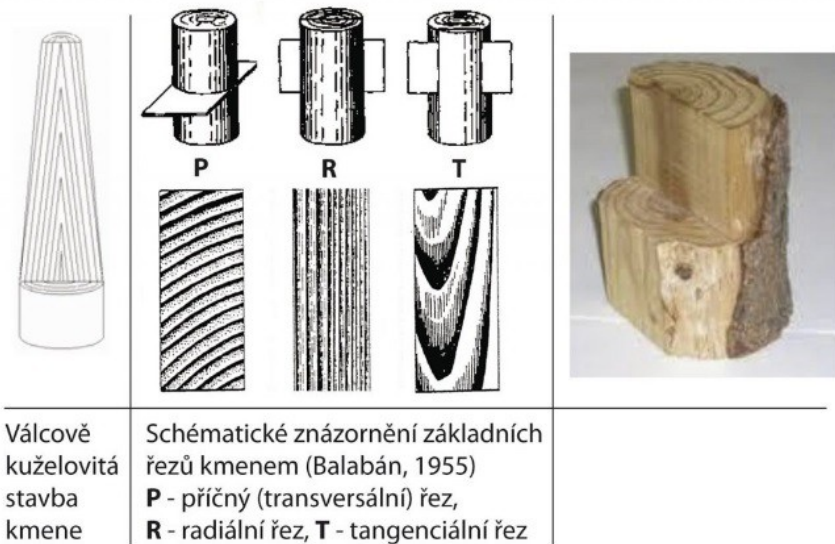 P R T
Válcově
kuželovitá
stavba
kmene
Schématické znázornění základních
řezů kmenem (Balabán, 1955)
P - příčný (transversální) řez,
R - radiální řez, T - tangenciální řez